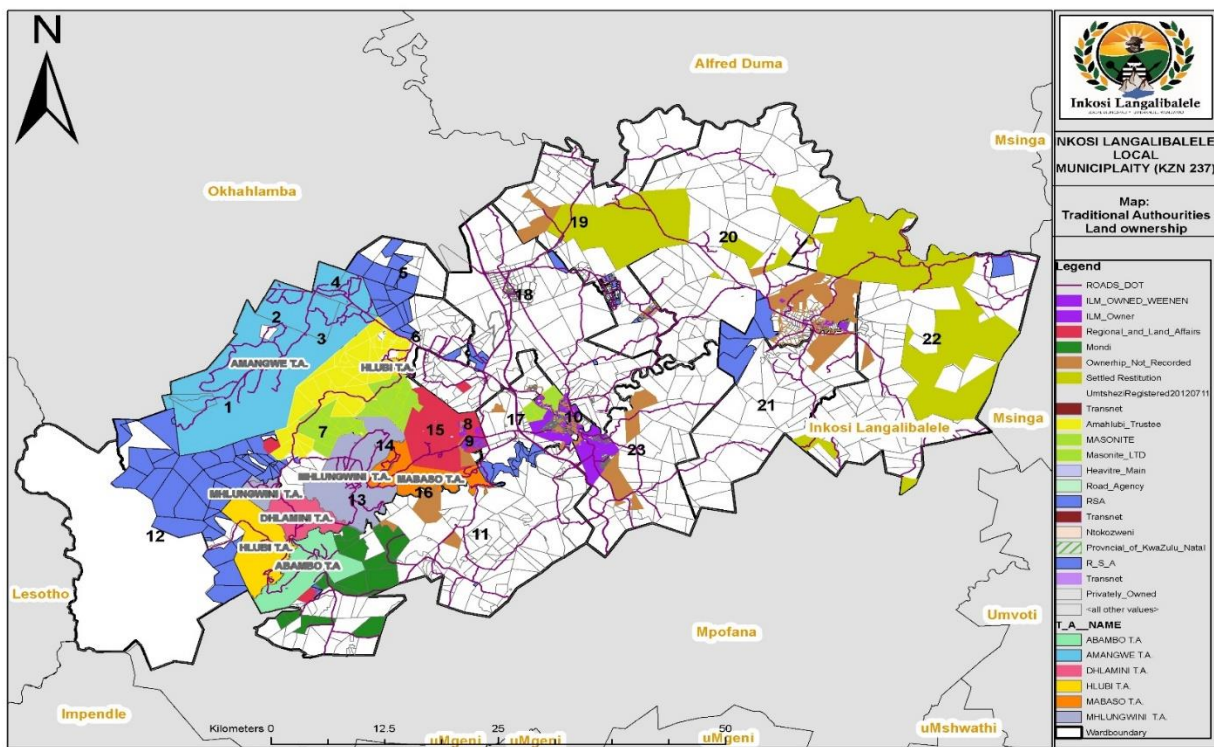 N
Alfred Duma
Msinga
Okhahlamba
19
20
5
4
18
2
3
6
22
HLUBI T.A.
AMANGWE T.A.
1
17
10
21
Inkosi Langalibalele
Msinga
15
8
7
14
9
23
MHLUNGWINI T.A.
MABASO T.A.
MHLUNGWINI T.A.
16
13
DHLAMINI T.A.
11
12
HLUBI T.A.
ABAMBO T.A
Lesotho
Umvoti
Mpofana
Impendle
Kilometers 0 12.5 25 50
uMgeni
uMgeni
uMgeni
uMshwathi
Inkosi Langalibalele
NKOSI LANGALIBALELE
LOCAL
MUNICIPLAITY (KZN 237)
Map:
Traditional Authourities
Land ownership
Legend
ROADS_DOT
ILM_OWNED_WEENEN
ILM_Owner
Regional_and_Land_Affairs
Mondi
Ownerhip_Not_Recorded
Settled Restitution
UmtsheziRegistered20120711
Transnet
Amahlubi_Trustee
MASONITE
Masonite_LTD
Heavitre_Main
Road_Agency
RSA
Transnet
Ntokozweni
Provncial_of_KwaZulu_Natal
R_S_A
Transnet
Privately_Owned
<all other values>
T_A__NAME
ABAMBO T.A
AMANGWE T.A.
DHLAMINI T.A.
HLUBI T.A.
MABASO T.A.
MHLUNGWINI T.A.
Wardboundary